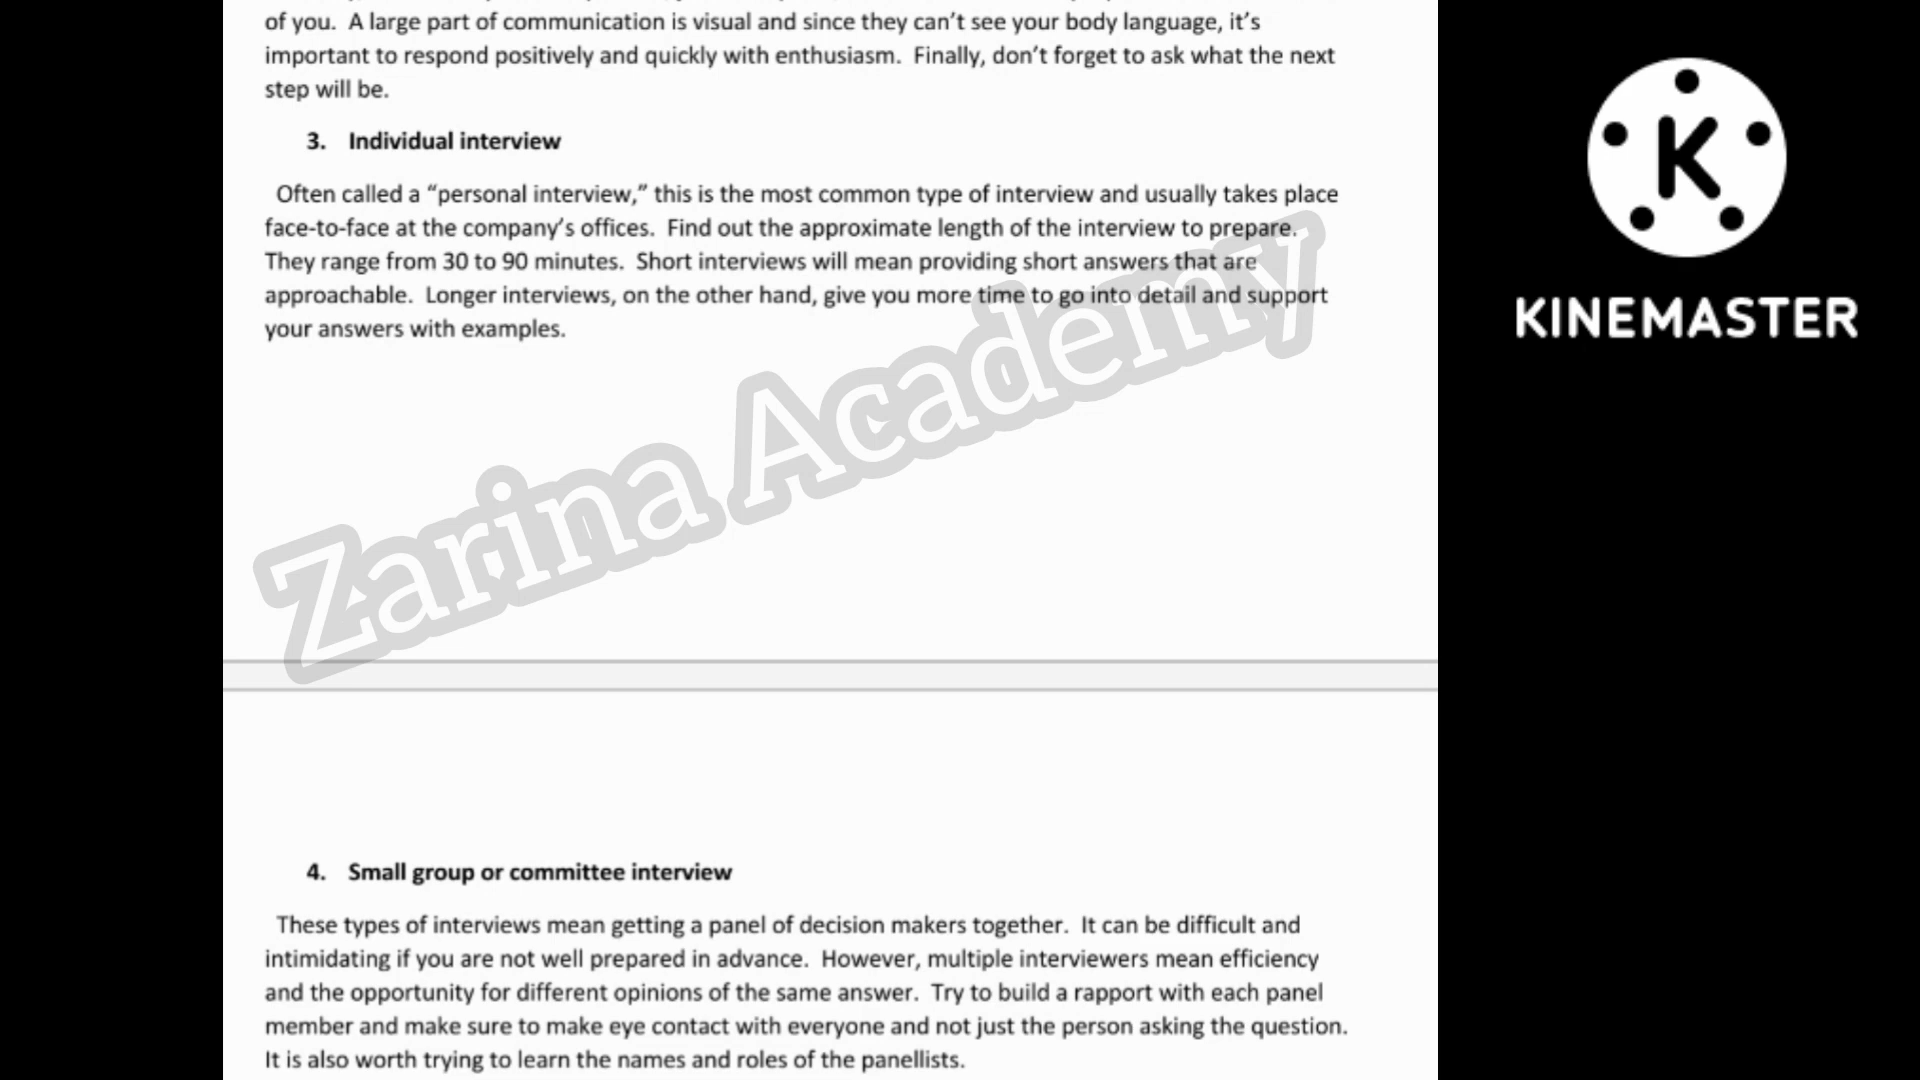 of you.  A large part of communication is visual and since they can’t see your body language, it’s
important to respond positively and quickly with enthusiasm.  Finally, don’t forget to ask what the next
step will be.
3. Individual interview
Often called a “personal interview,” this is the most common type of interview and usually takes place
face-to-face at the company’s offices.  Find out the approximate length of the interview to prepare.
They range from 30 to 90 minutes.  Short interviews will mean providing short answers that are
approachable.  Longer interviews, on the other hand, give you more time to go into detail and support
your answers with examples.
Zarina Academy
4. Small group or committee interview
These types of interviews mean getting a panel of decision makers together.  It can be difficult and
intimidating if you are not well prepared in advance.  However, multiple interviewers mean efficiency
and the opportunity for different opinions of the same answer.  Try to build a rapport with each panel
member and make sure to make eye contact with everyone and not just the person asking the question.
It is also worth trying to learn the names and roles of the panellists.
K
KINEMASTER